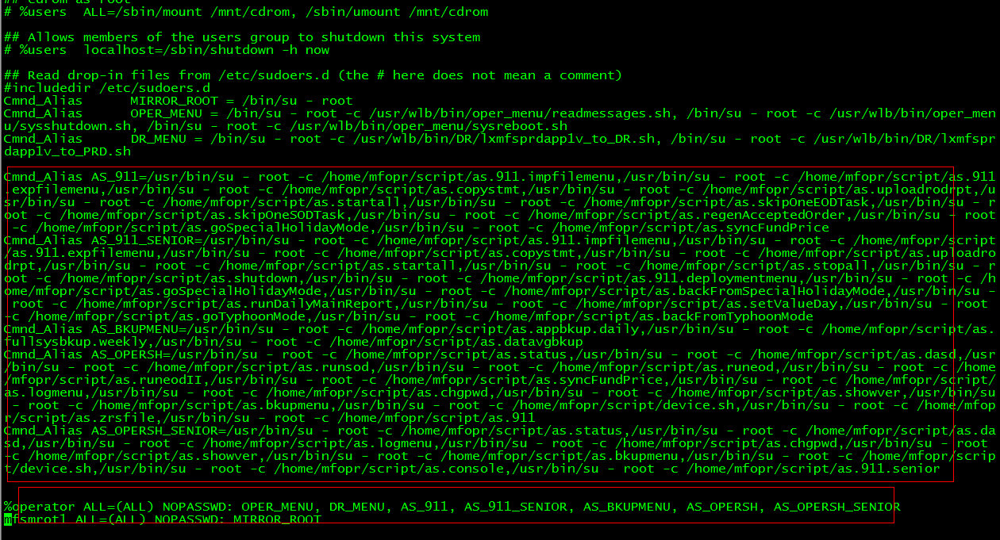 ## cdrom as root
# %users  ALL=/sbin/mount /mnt/cdrom, /sbin/umount /mnt/cdrom
## Allows members of the users group to shutdown this system
# %users  localhost=/sbin/shutdown -h now
## Read drop-in files from /etc/sudoers.d (the # here does not mean a comment)
#includedir /etc/sudoers.d
Cmnd_Alias      MIRROR_ROOT = /bin/su - root
Cmnd_Alias      OPER_MENU = /bin/su - root -c /usr/wlb/bin/oper_menu/readmessages.sh, /bin/su - root -c /usr/wlb/bin/oper_men
u/sysshutdown.sh, /bin/su - root -c /usr/wlb/bin/oper_menu/sysreboot.sh
Cmnd_Alias      DR_MENU = /bin/su - root -c /usr/wlb/bin/DR/lxmfsprdapp1v_to_DR.sh, /bin/su - root -c /usr/wlb/bin/DR/lxmfspr
dapp1v_to_PRD.sh
Cmnd_Alias AS_911=/usr/bin/su - root -c /home/mfopr/script/as.911.impfilemenu,/usr/bin/su - root -c /home/mfopr/script/as.911
.expfilemenu,/usr/bin/su - root -c /home/mfopr/script/as.copystmt,/usr/bin/su - root -c /home/mfopr/script/as.uploadrodrpt,/u
sr/bin/su - root -c /home/mfopr/script/as.startall,/usr/bin/su - root -c /home/mfopr/script/as.skipOneEODTask,/usr/bin/su - r
oot -c /home/mfopr/script/as.skipOneSODTask,/usr/bin/su - root -c /home/mfopr/script/as.regenAcceptedOrder,/usr/bin/su - root
 -c /home/mfopr/script/as.goSpecialHolidayMode,/usr/bin/su - root -c /home/mfopr/script/as.syncFundPrice
Cmnd_Alias AS_911_SENIOR=/usr/bin/su - root -c /home/mfopr/script/as.911.impfilemenu,/usr/bin/su - root -c /home/mfopr/script
/as.911.expfilemenu,/usr/bin/su - root -c /home/mfopr/script/as.copystmt,/usr/bin/su - root -c /home/mfopr/script/as.uploadro
drpt,/usr/bin/su - root -c /home/mfopr/script/as.startall,/usr/bin/su - root -c /home/mfopr/script/as.stopall,/usr/bin/su - r
oot -c /home/mfopr/script/as.shutdown,/usr/bin/su - root -c /home/mfopr/script/as.911.deploymentmenu,/usr/bin/su - root -c /h
ome/mfopr/script/as.goSpecialHolidayMode,/usr/bin/su - root -c /home/mfopr/script/as.backFromSpecialHolidayMode,/usr/bin/su -
 root -c /home/mfopr/script/as.runDailyMainReport,/usr/bin/su - root -c /home/mfopr/script/as.setValueDay,/usr/bin/su - root
-c /home/mfopr/script/as.goTyphoonMode,/usr/bin/su - root -c /home/mfopr/script/as.backFromTyphoonMode
Cmnd_Alias AS_BKUPMENU=/usr/bin/su - root -c /home/mfopr/script/as.appbkup.daily,/usr/bin/su - root -c /home/mfopr/script/as.
fullsysbkup.weekly,/usr/bin/su - root -c /home/mfopr/script/as.datavgbkup
Cmnd_Alias AS_OPERSH=/usr/bin/su - root -c /home/mfopr/script/as.status,/usr/bin/su - root -c /home/mfopr/script/as.dasd,/usr
/bin/su - root -c /home/mfopr/script/as.runsod,/usr/bin/su - root -c /home/mfopr/script/as.runeod,/usr/bin/su - root -c /home
/mfopr/script/as.runeodII,/usr/bin/su - root -c /home/mfopr/script/as.syncFundPrice,/usr/bin/su - root -c /home/mfopr/script/
as.logmenu,/usr/bin/su - root -c /home/mfopr/script/as.chgpwd,/usr/bin/su - root -c /home/mfopr/script/as.showver,/usr/bin/su
 - root -c /home/mfopr/script/as.bkupmenu,/usr/bin/su - root -c /home/mfopr/script/device.sh,/usr/bin/su - root -c /home/mfop
r/script/as.zrsfile,/usr/bin/su - root -c /home/mfopr/script/as.911
Cmnd_Alias AS_OPERSH_SENIOR=/usr/bin/su - root -c /home/mfopr/script/as.status,/usr/bin/su - root -c /home/mfopr/script/as.da
sd,/usr/bin/su - root -c /home/mfopr/script/as.logmenu,/usr/bin/su - root -c /home/mfopr/script/as.chgpwd,/usr/bin/su - root
-c /home/mfopr/script/as.showver,/usr/bin/su - root -c /home/mfopr/script/as.bkupmenu,/usr/bin/su - root -c /home/mfopr/scrip
t/device.sh,/usr/bin/su - root -c /home/mfopr/script/as.console,/usr/bin/su - root -c /home/mfopr/script/as.911.senior
%operator ALL=(ALL) NOPASSWD: OPER_MENU, DR_MENU, AS_911, AS_911_SENIOR, AS_BKUPMENU, AS_OPERSH, AS_OPERSH_SENIOR
mfsmrot1 ALL=(ALL) NOPASSWD: MIRROR_ROOT